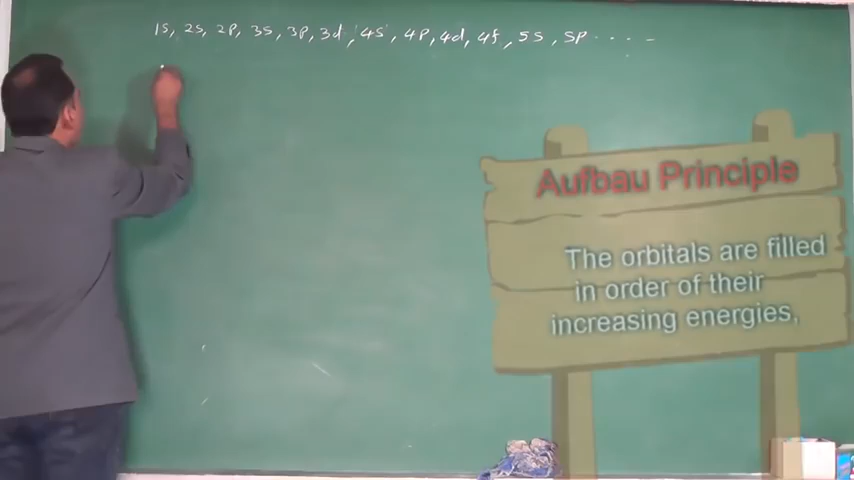 1s, 2s, 2p, 3s, 3p, 3d, 4s, 4p, 4d, 4f, 5s, 5p . . . . -
Aufbau Principle
The orbitals are filled
in order of their
increasing energies,